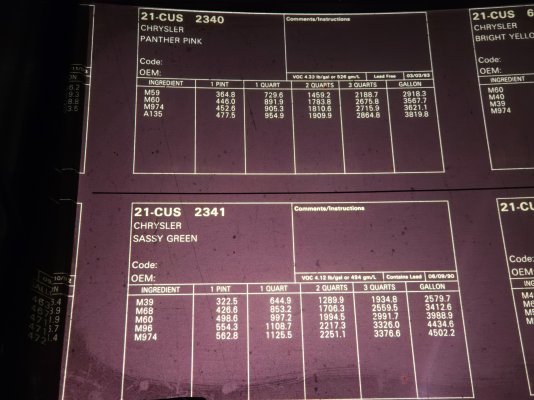 21-CUS 2340
CHRYSLER
PANTHER PINK
Code:
OEM:
Comments/Instructions
VOC 4.33 lb/gal or 526 gm/L Lead Free 03/03/93
INGREDIENT 1 PINT 1 QUART 2 QUARTS 3 QUARTS GALLON
M59 364.8 729.6 1459.2 2188.7 2918.3
M60 446.0 891.9 1783.8 2675.8 3567.7
M974 452.6 905.3 1810.6 2715.9 3621.1
A135 477.5 954.9 1909.9 2864.8 3819.8
21-CUS 6
CHRYSLER
BRIGHT YELLO
Code:
OEM:
INGREDIENT
M60
M40
M39
M974
21-CUS 2341
CHRYSLER
SASSY GREEN
Code:
OEM:
Comments/Instructions
VOC 4.12 lb/gal or 494 gm/L Contains Lead 08/09/90
INGREDIENT 1 PINT 1 QUART 2 QUARTS 3 QUARTS GALLON
M39 322.5 644.9 1289.9 1934.8 2579.7
M68 426.6 853.2 1706.3 2559.5 3412.6
M60 498.6 997.2 1994.5 2991.7 3988.9
M96 554.3 1108.7 2217.3 3326.0 4434.6
M974 562.8 1125.5 2251.1 3376.6 4502.2
21-CU
CHRYSLE
Code:
OEM:
INGRED